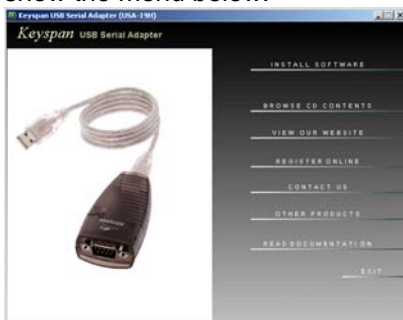 show the menu below:
Keyspan USB Serial Adapter (USA-19H)
Keyspan USB Serial Adapter
INSTALL SOFTWARE
BROWSE CD CONTENTS
VIEW OUR WEBSITE
REGISTER ONLINE
CONTACT US
OTHER PRODUCTS
READ DOCUMENTATION
EXIT